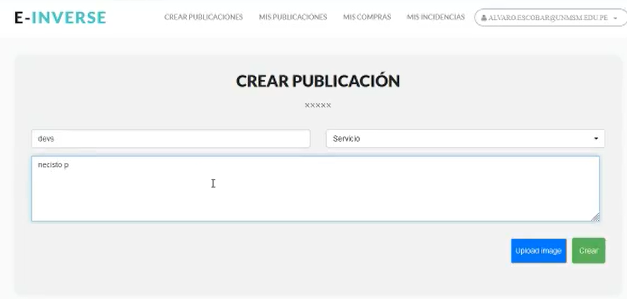 E-INVERSE
CREAR PUBLICACIONES MIS PUBLICACIONES MIS COMPRAS MIS INCIDENCIAS ALVARO.ESCOBAR@UNMSM.EDU.PE
CREAR PUBLICACIÓN
xxxxx
devs Servicio
necisto p
Upload image Crear